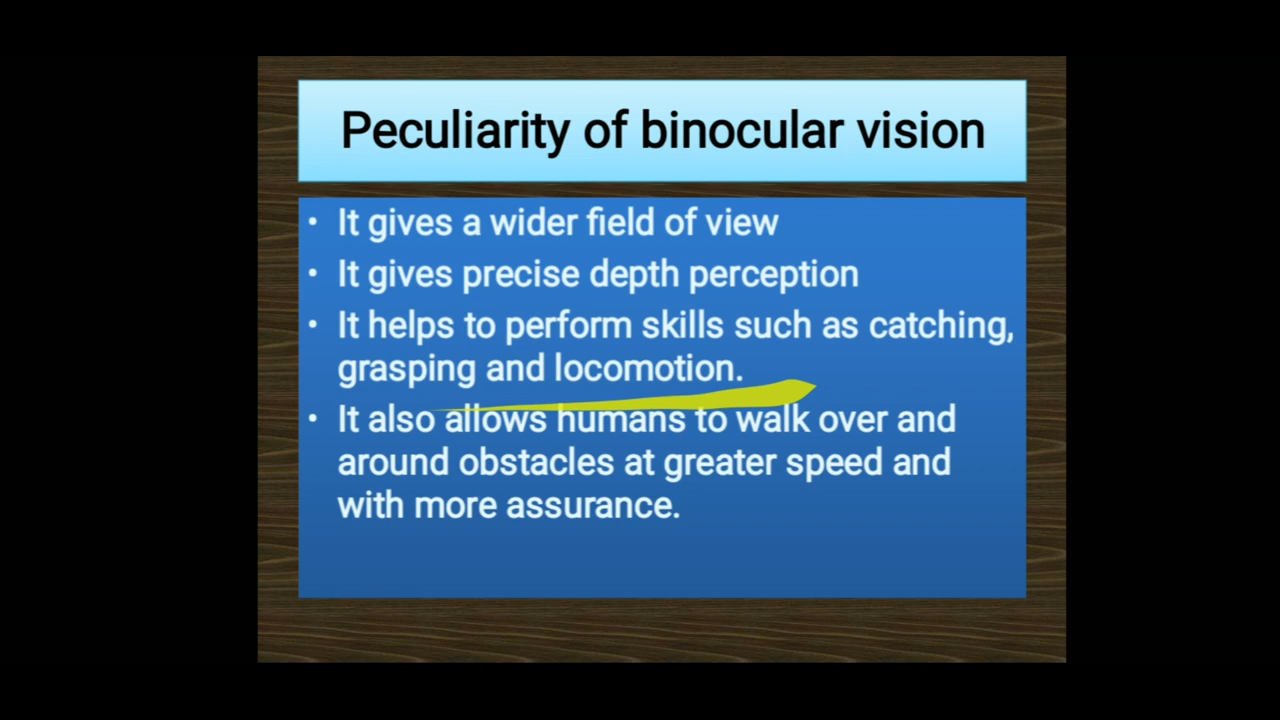 Peculiarity of binocular vision
• It gives a wider field of view
• It gives precise depth perception
• It helps to perform skills such as catching,
grasping and locomotion.
• It also allows humans to walk over and
around obstacles at greater speed and
with more assurance.